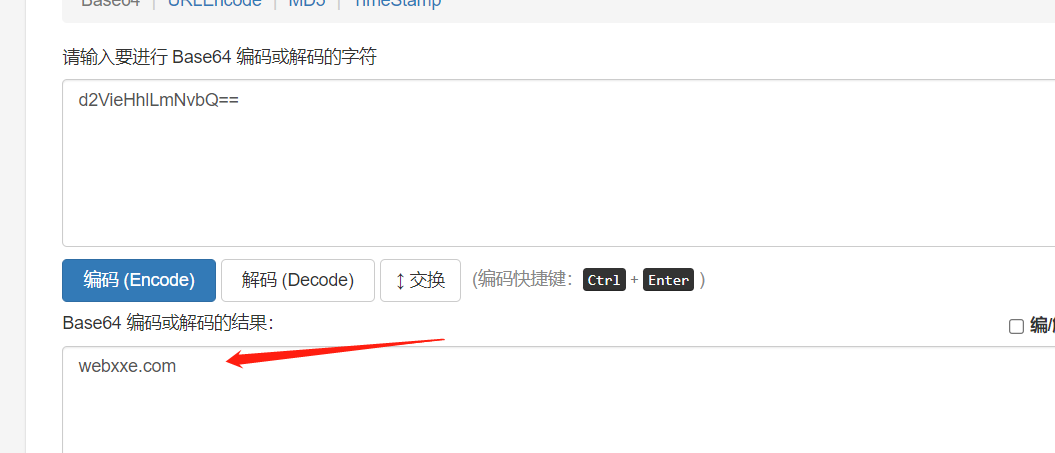 Base64 | URLEncode | MD5 | TimeStamp
请输入要进行 Base64 编码或解码的字符
d2VieHhlLmNvbQ==
编码 (Encode) 解码 (Decode) ↕ 交换 (编码快捷键: Ctrl + Enter )
Base64 编码或解码的结果:
编/
webxxe.com